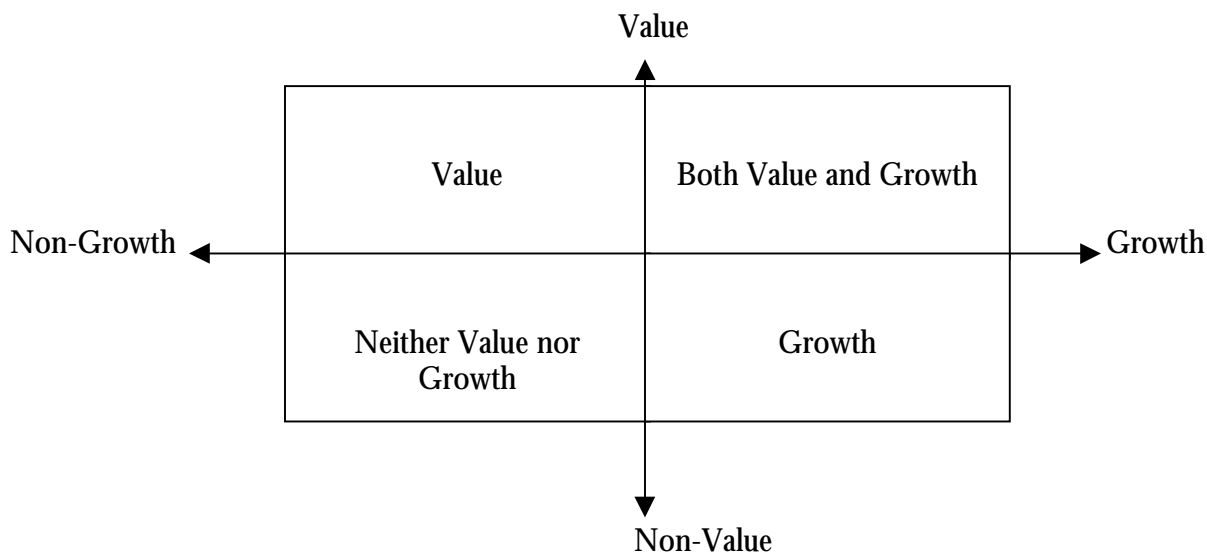 Value
Value
Both Value and Growth
Non-Growth
Growth
Neither Value nor
Growth
Growth
Non-Value